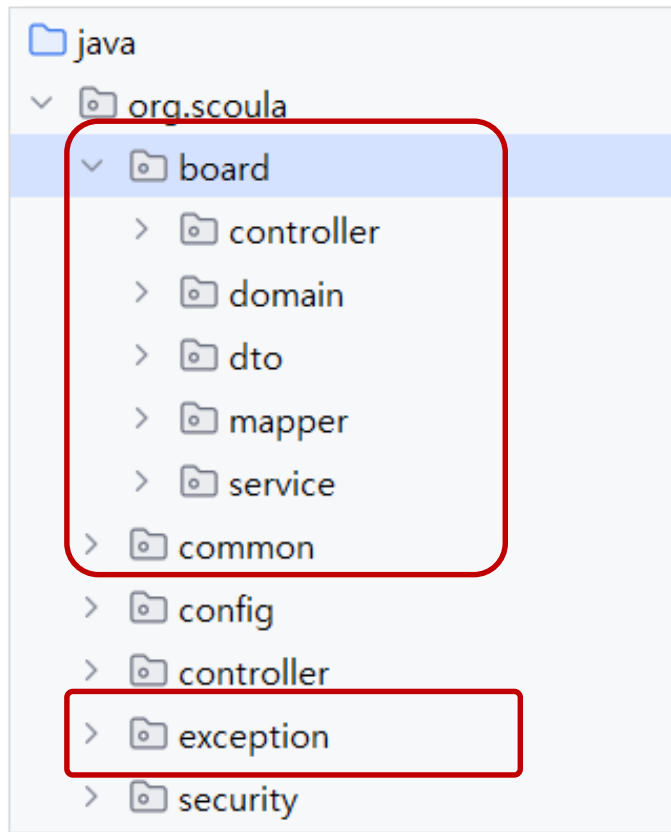 java
org.scoula
board
controller
domain
dto
mapper
service
common
config
controller
exception
security